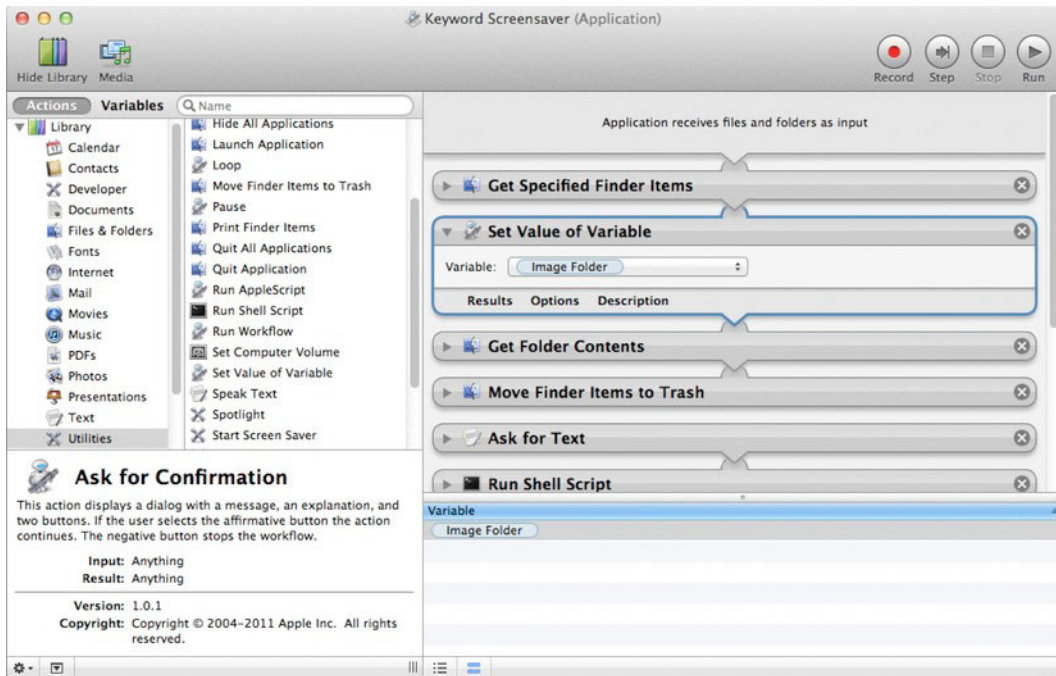 Keyword Screensaver (Application)
Hide Library Media
Record Step Stop Run
Actions Variables Name
Library
Calendar
Contacts
Developer
Documents
Files & Folders
Fonts
Internet
Mail
Movies
Music
PDFs
Photos
Presentations
Text
Utilities
Hide All Applications
Launch Application
Loop
Move Finder Items to Trash
Pause
Print Finder Items
Quit All Applications
Quit Application
Run AppleScript
Run Shell Script
Run Workflow
Set Computer Volume
Set Value of Variable
Speak Text
Spotlight
Start Screen Saver
Ask for Confirmation
This action displays a dialog with a message, an explanation, and
two buttons. If the user selects the affirmative button the action
continues. The negative button stops the workflow.
Input: Anything
Result: Anything
Version: 1.0.1
Copyright: Copyright © 2004-2011 Apple Inc. All rights
reserved.
Application receives files and folders as input
Get Specified Finder Items
Set Value of Variable
Variable: Image Folder
Results Options Description
Get Folder Contents
Move Finder Items to Trash
Ask for Text
Run Shell Script
Variable
Image Folder